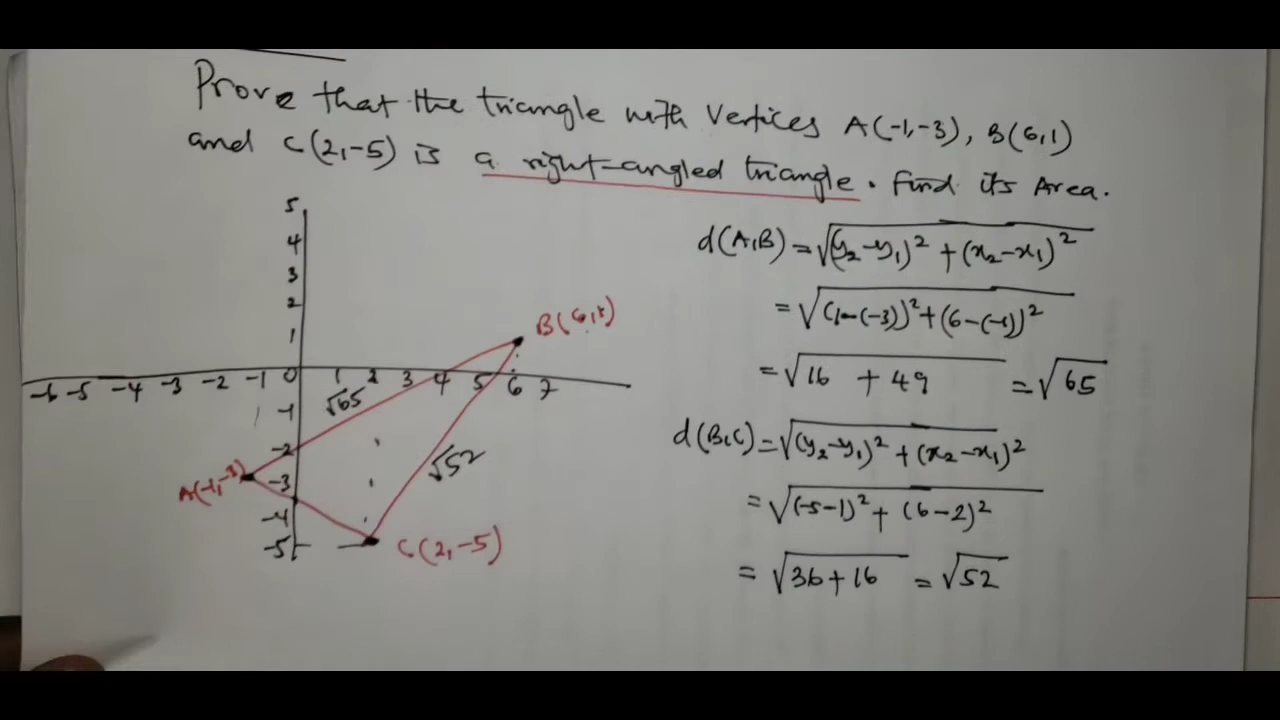 Prove that the triangle with vertices A(-1,-3), B(6,1)
and C(2,-5) is a right-angled triangle. Find its Area.
5
4
3
2
1
-6 -5 -4 -3 -2 -1 0 1 2 3 4 5 6 7
-1
-2
-3
-4
-5
B(6,1)
A(-1,-3)
C(2,-5)
√65
√52
d(A,B) = √(y₂-y₁)² + (x₂-x₁)²
= √(1-(-3))² + (6-(-1))²
= √16 + 49 = √65
d(B,C) = √(y₂-y₁)² + (x₂-x₁)²
= √(-5-1)² + (6-2)²
= √36+16 = √52